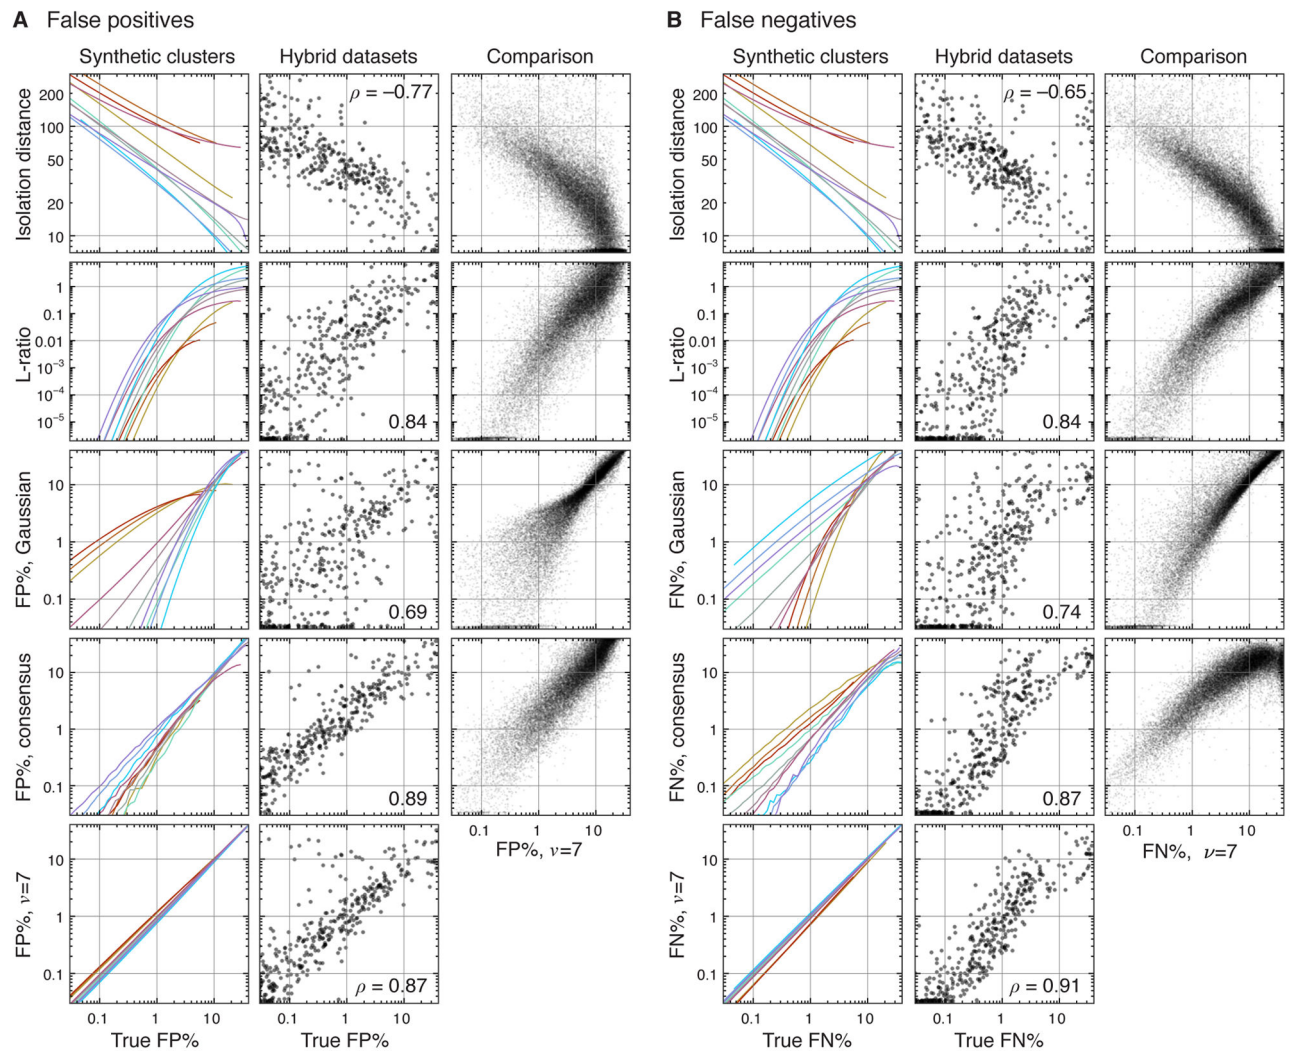 A False positives
Synthetic clusters Hybrid datasets Comparison
Isolation distance
200
100
50
20
10
ρ = –0.77
L-ratio
1
0.1
0.01
10⁻³
10⁻⁴
10⁻⁵
0.84
FP%, Gaussian
10
1
0.1
0.69
FP%, consensus
10
1
0.1
0.89
0.1 1 10
FP%, ν=7
FP%, ν=7
10
1
0.1
ρ = 0.87
0.1 1 10 0.1 1 10
True FP% True FP%
B False negatives
Synthetic clusters Hybrid datasets Comparison
Isolation distance
200
100
50
20
10
ρ = –0.65
L-ratio
1
0.1
0.01
10⁻³
10⁻⁴
10⁻⁵
0.84
FN%, Gaussian
10
1
0.1
0.74
FN%, consensus
10
1
0.1
0.87
0.1 1 10
FN%, ν=7
FN%, ν=7
10
1
0.1
ρ = 0.91
0.1 1 10 0.1 1 10
True FN% True FN%